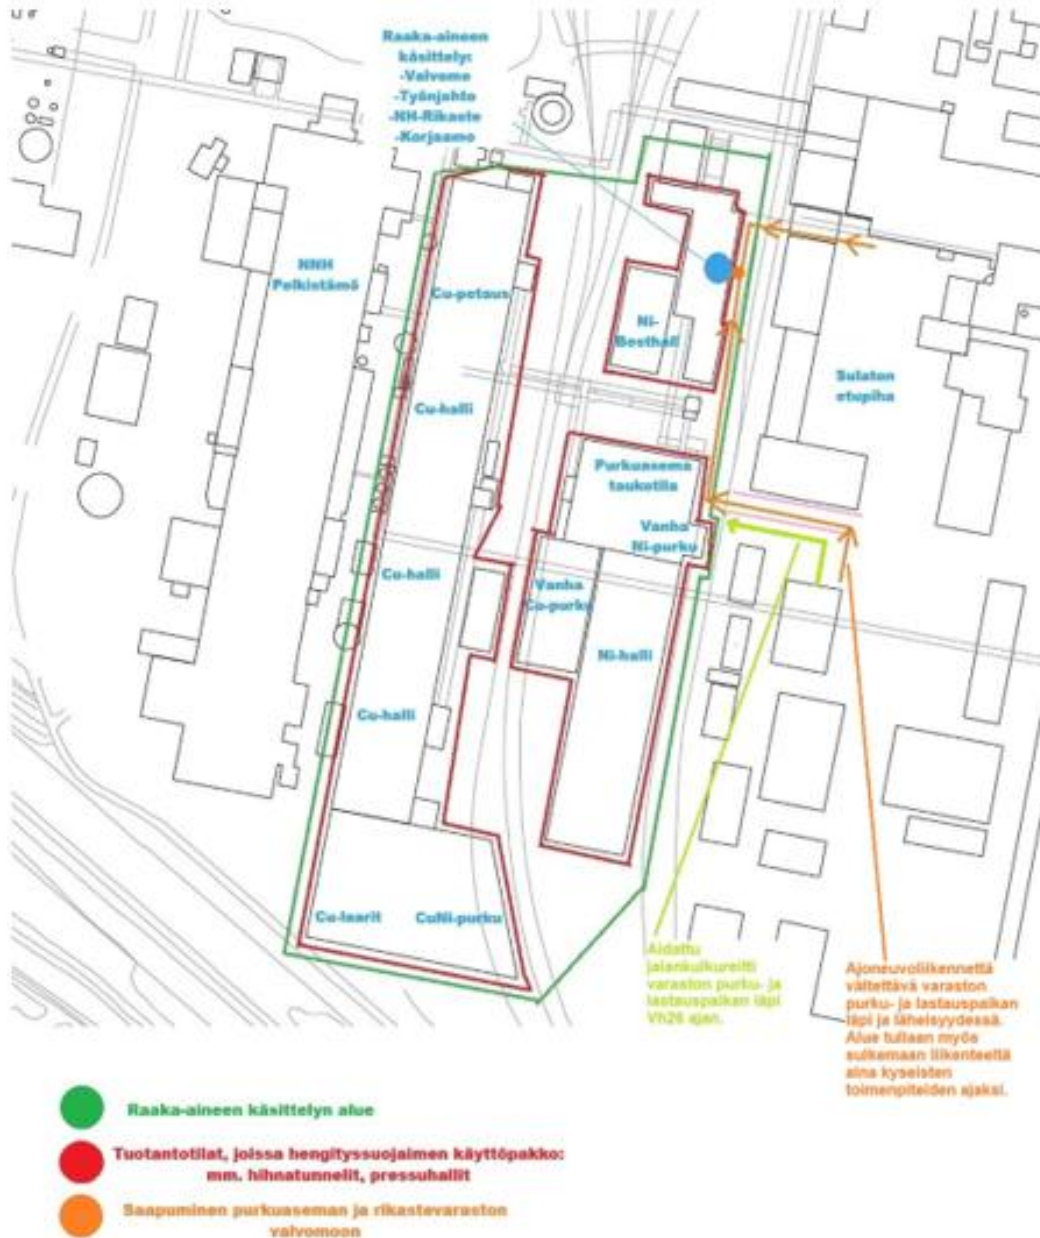 Raaka-aineen
käsittely:
-Valvomo
-Työnjohto
-NH-Rikaste
-Korjaamo
NNH
Pelkistämö
Cu-petaus
Ni-
Besthall
Cu-halli
Sulaton
etupiha
Purkuasema
taukotila
Vanha
Ni-purku
Cu-halli
Vanha
Cu-purku
Ni-halli
Cu-halli
Cu-laarit
CuNi-purku
Aidattu
jalankulkureitti
varaston purku- ja
lastauspaikan läpi
Vh26 ajan.
Ajoneuvoliikennettä
vältettävä varaston
purku- ja lastauspaikan
läpi ja läheisyydessä.
Alue tullaan myös
sulkemaan liikenteeltä
aina kyseisten
toimenpiteiden ajaksi.
Raaka-aineen käsittelyn alue
Tuotantotilat, joissa hengityssuojaimen käyttöpakko:
mm. hihnatunnelit, pressuhallit
Saapuminen purkuaseman ja rikastevaraston
valvomoon